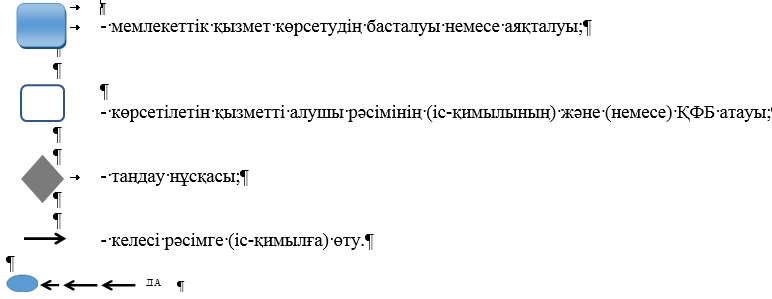 - мемлекеттік қызмет көрсетудің басталуы немесе аяқталуы;
- көрсетілетін қызметті алушы рәсімінің (іс-қимылының) және (немесе) ҚФБ атауы;
- таңдау нұсқасы;
- келесі рәсімге (іс-қимылға) өту.
ДА